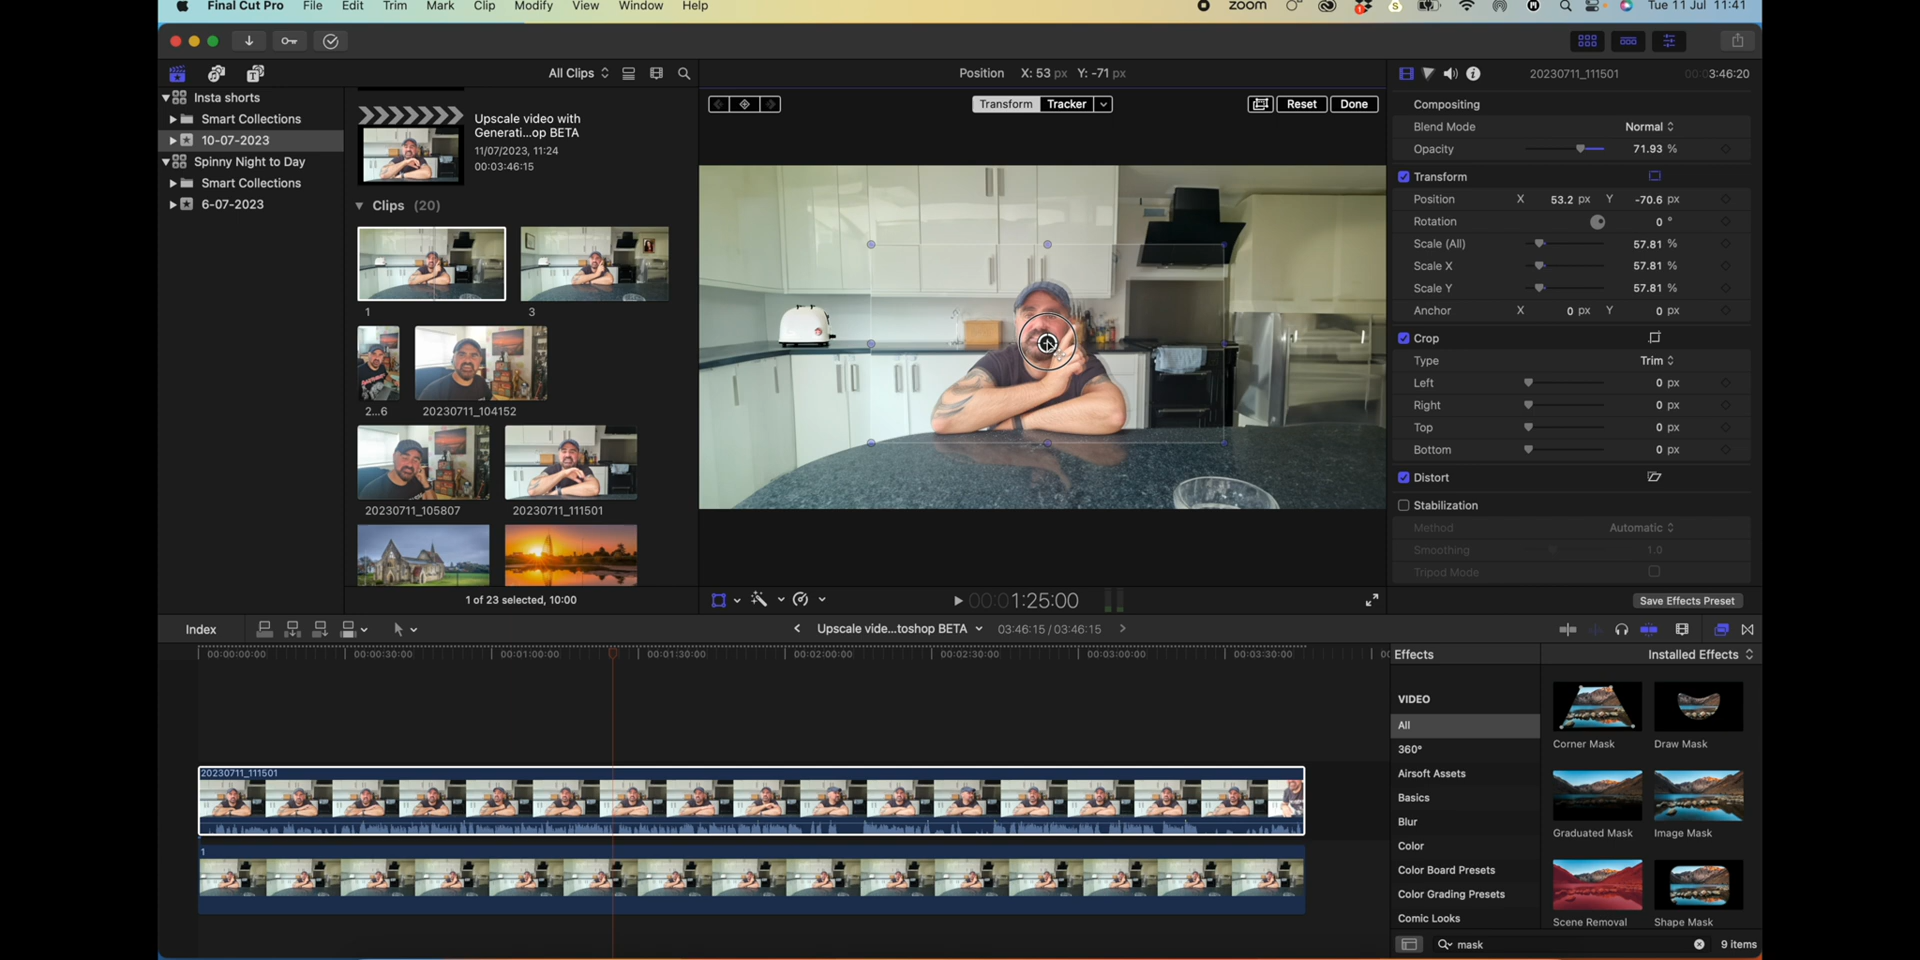 Final Cut Pro File Edit Trim Mark Clip Modify View Window Help
zoom Tue 11 Jul 11:41
All Clips
Position X: 53 px Y: -71 px
20230711_111501 00:03:46:20
Insta shorts
Smart Collections
10-07-2023
Spinny Night to Day
Smart Collections
6-07-2023
Upscale video with
Generati...op BETA
11/07/2023, 11:24
00:03:46:15
Clips (20)
1
3
2...6
20230711_104152
20230711_105807
20230711_111501
1 of 23 selected, 10:00
Transform Tracker
Reset Done
00:00:1:25:00
Compositing
Blend Mode Normal
Opacity 71.93 %
Transform
Position X 53.2 px Y -70.6 px
Rotation 0 °
Scale (All) 57.81 %
Scale X 57.81 %
Scale Y 57.81 %
Anchor X 0 px Y 0 px
Crop
Type Trim
Left 0 px
Right 0 px
Top 0 px
Bottom 0 px
Distort
Stabilization
Method Automatic
Smoothing 1.0
Tripod Mode
Save Effects Preset
Index
Upscale vide...toshop BETA 03:46:15 / 03:46:15
00:00:00:00 00:00:30:00 00:01:00:00 00:01:30:00 00:02:00:00 00:02:30:00 00:03:00:00 00:03:30:00
20230711_111501
1
Effects Installed Effects
VIDEO
All
360°
Airsoft Assets
Basics
Blur
Color
Color Board Presets
Color Grading Presets
Comic Looks
Corner Mask
Draw Mask
Graduated Mask
Image Mask
Scene Removal
Shape Mask
mask
9 items